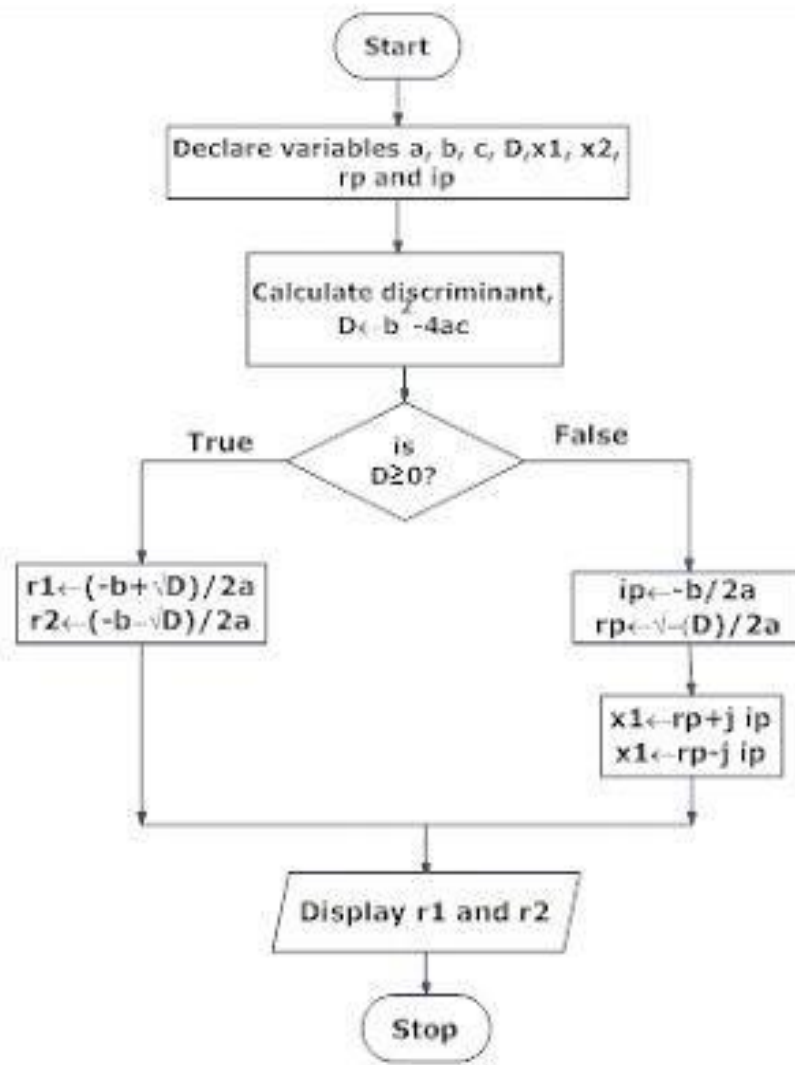 Start
Declare variables a, b, c, D,x1, x2,
rp and ip
Calculate discriminant,
D←b²-4ac
True
is
D≥0?
False
r1←(-b+√D)/2a
r2←(-b-√D)/2a
ip←-b/2a
rp←√-(D)/2a
x1←rp+j ip
x1←rp-j ip
Display r1 and r2
Stop